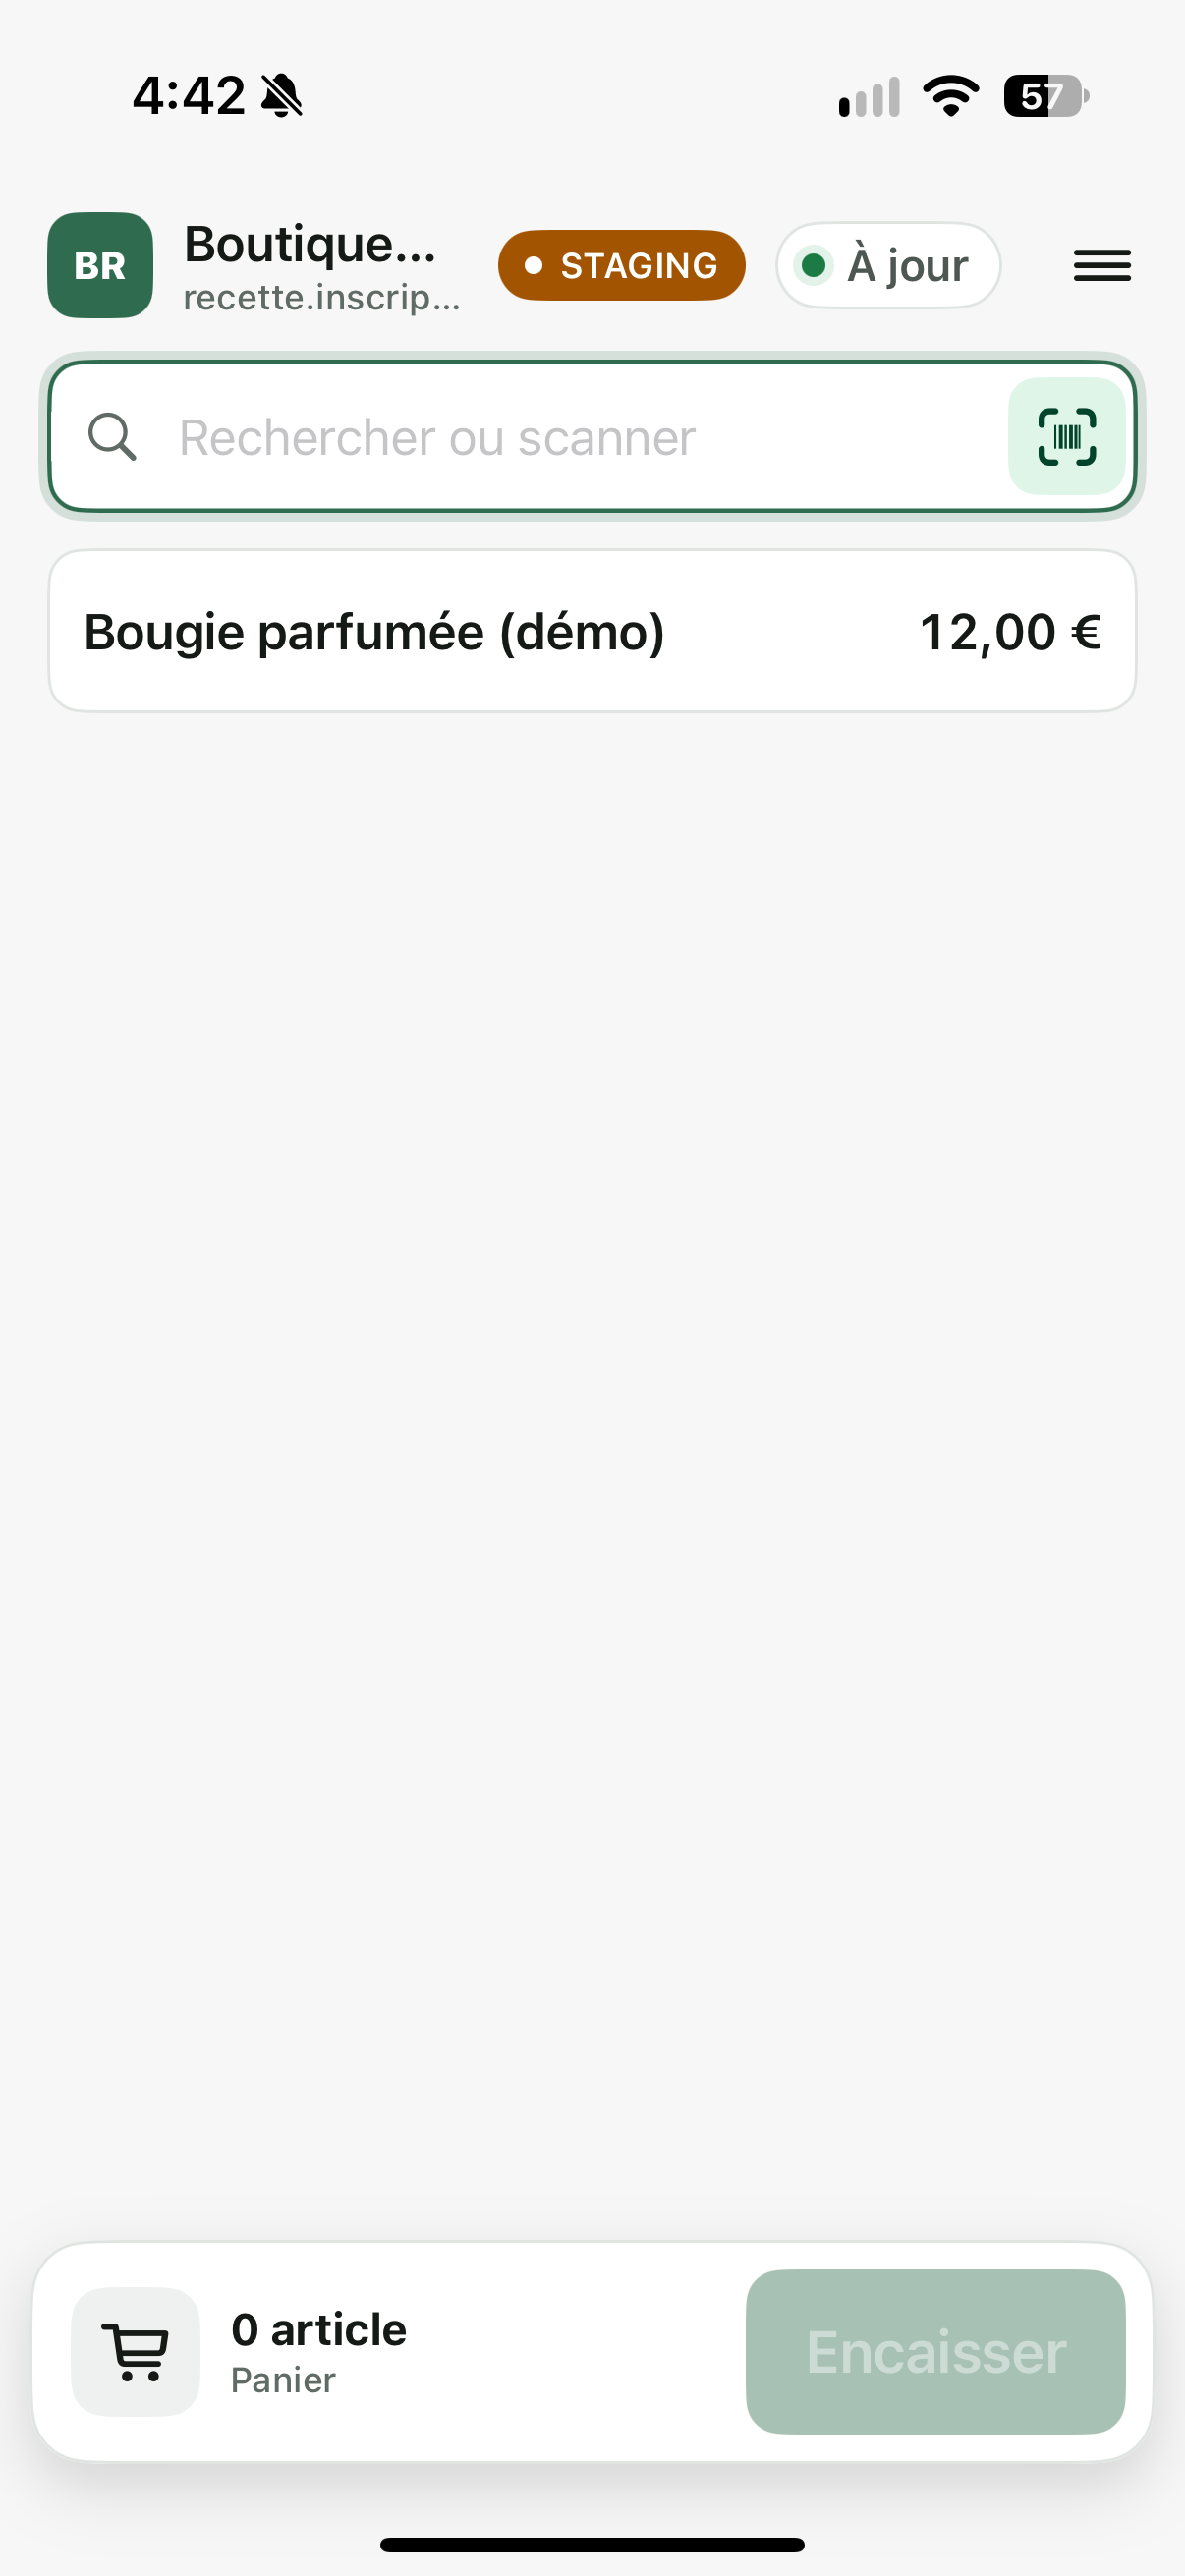 4:42
57
BR
Boutique...
recette.inscrip...
STAGING
À jour
Rechercher ou scanner
Bougie parfumée (démo)
12,00 €
0 article
Panier
Encaisser